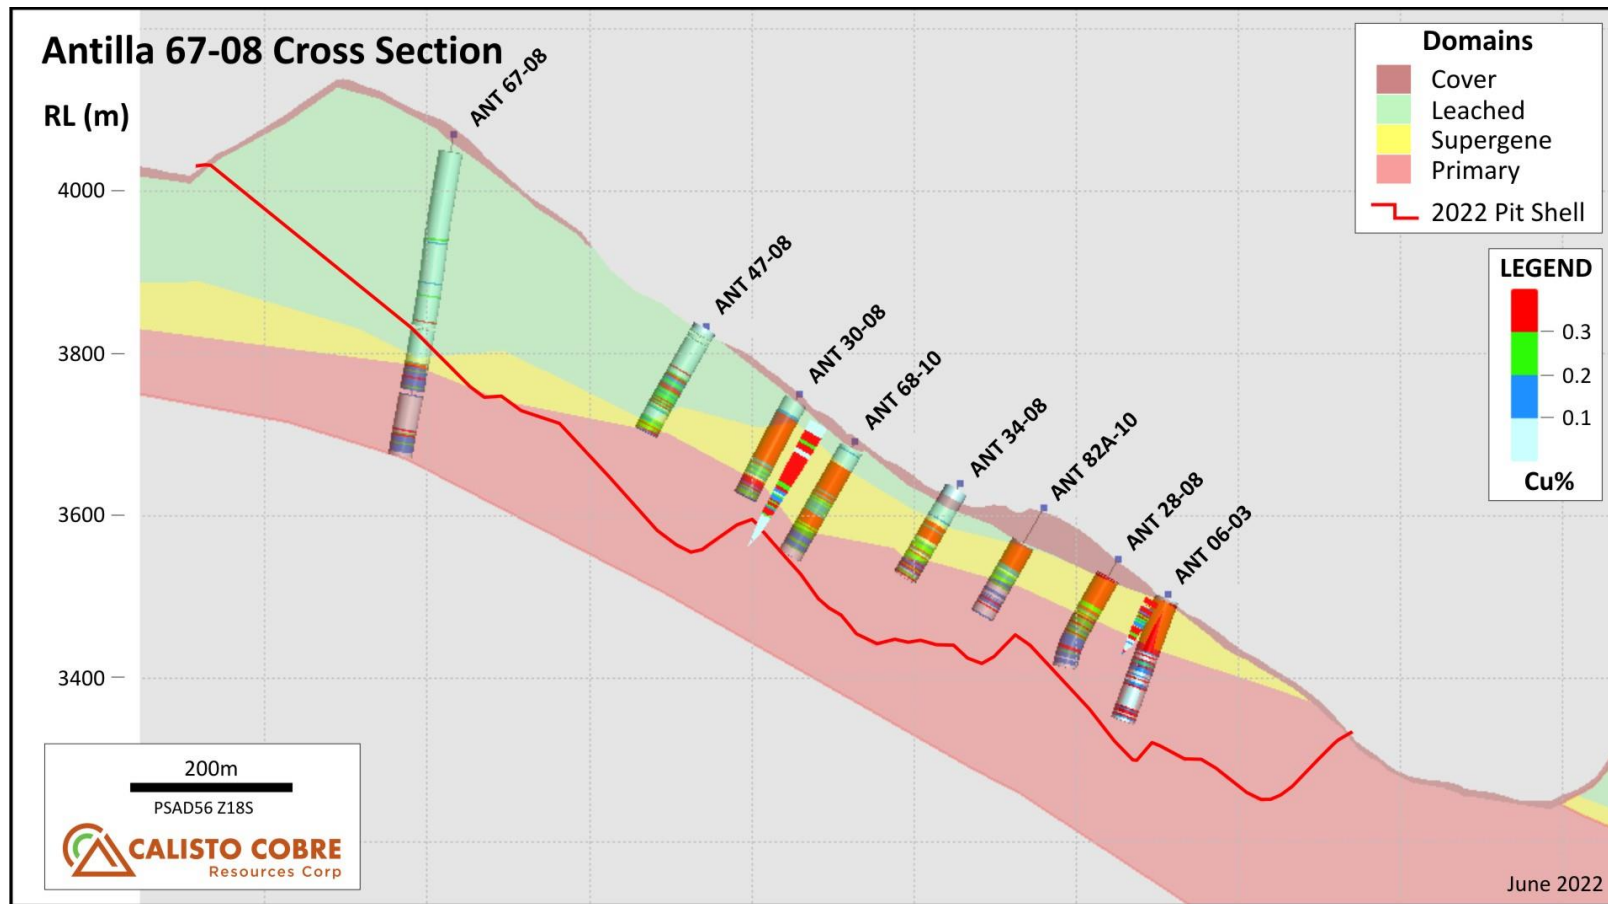 Antilla 67-08 Cross Section
RL (m)
4000
3800
3600
3400
ANT 67-08
ANT 47-08
ANT 30-08
ANT 68-10
ANT 34-08
ANT 82A-10
ANT 28-08
ANT 06-03
Domains
Cover
Leached
Supergene
Primary
2022 Pit Shell
LEGEND
0.3
0.2
0.1
Cu%
200m
PSAD56 Z18S
CALISTO COBRE
Resources Corp
June 2022